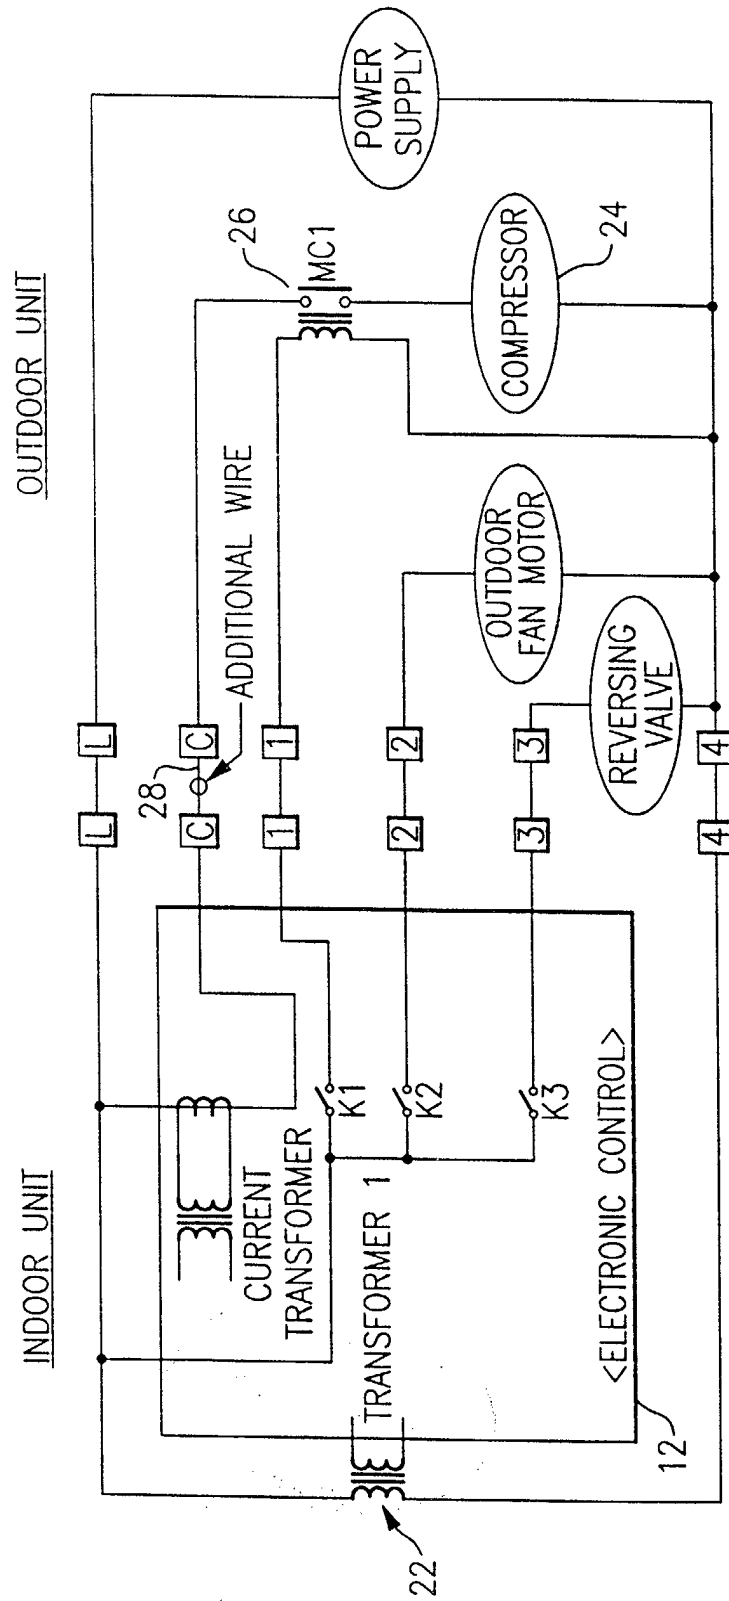 INDOOR UNIT
OUTDOOR UNIT
L
L
28
C
C
ADDITIONAL WIRE
26
MC1
1
1
CURRENT
TRANSFORMER
K1
TRANSFORMER 1
22
K2
2
2
K3
3
3
<ELECTRONIC CONTROL>
12
4
4
OUTDOOR
FAN MOTOR
REVERSING
VALVE
COMPRESSOR
24
POWER
SUPPLY